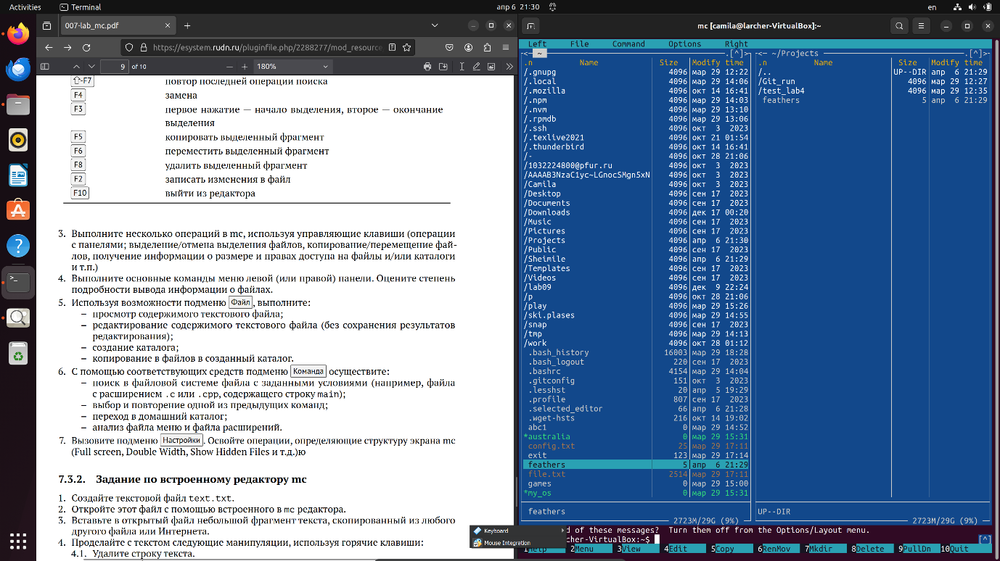 Activities
Terminal
апр 6 21:30
en
007-lab_mc.pdf
https://esystem.rudn.ru/pluginfile.php/2288277/mod_resource
9 of 10
180%
⇧-F7 повтор последней операции поиска
F4 замена
F3 первое нажатие — начало выделения, второе — окончание
выделения
F5 копировать выделенный фрагмент
F6 переместить выделенный фрагмент
F8 удалить выделенный фрагмент
F2 записать изменения в файл
F10 выйти из редактора
3. Выполните несколько операций в mc, используя управляющие клавиши (операции
с панелями; выделение/отмена выделения файлов, копирование/перемещение фай-
лов, получение информации о размере и правах доступа на файлы и/или каталоги
и т.п.)
4. Выполните основные команды меню левой (или правой) панели. Оцените степень
подробности вывода информации о файлах.
5. Используя возможности подменю Файл, выполните:
– просмотр содержимого текстового файла;
– редактирование содержимого текстового файла (без сохранения результатов
редактирования);
– создание каталога;
– копирование в файлов в созданный каталог.
6. С помощью соответствующих средств подменю Команда осуществите:
– поиск в файловой системе файла с заданными условиями (например, файла
с расширением .c или .cpp, содержащего строку main);
– выбор и повторение одной из предыдущих команд;
– переход в домашний каталог;
– анализ файла меню и файла расширений.
7. Вызовите подменю Настройки. Освойте операции, определяющие структуру экрана mc
(Full screen, Double Width, Show Hidden Files и т.д.)ю
7.3.2. Задание по встроенному редактору mc
1. Создайте текстовой файл text.txt.
2. Откройте этот файл с помощью встроенного в mc редактора.
3. Вставьте в открытый файл небольшой фрагмент текста, скопированный из любого
другого файла или Интернета.
4. Проделайте с текстом следующие манипуляции, используя горячие клавиши:
4.1. Удалите строку текста.
Keyboard
Mouse Integration
mc [camila@larcher-VirtualBox]:~
Left File Command Options Right
<— ~ .[^]>
.n Name Size Modify time
/.gnupg 4096 мар 29 12:22
/.local 4096 мар 29 14:06
/.mozilla 4096 окт 14 16:41
/.npm 4096 мар 29 14:03
/.nvm 4096 мар 29 13:10
/.rpmdb 4096 мар 29 13:06
/.ssh 4096 окт 3 2023
/.texlive2021 4096 окт 21 01:54
/.thunderbird 4096 окт 14 16:41
/- 4096 окт 28 21:06
/1032224800@pfur.ru 4096 окт 3 2023
/AAAAB3NzaC1yc~LGnocSMgn5xN 4096 окт 3 2023
/Camila 4096 окт 3 2023
/Desktop 4096 сен 17 2023
/Documents 4096 сен 17 2023
/Downloads 4096 дек 17 00:20
/Music 4096 сен 17 2023
/Pictures 4096 сен 17 2023
/Projects 4096 апр 6 21:30
/Public 4096 сен 17 2023
/Sheimile 4096 апр 6 21:29
/Templates 4096 сен 17 2023
/Videos 4096 сен 17 2023
/lab09 4096 дек 9 22:24
/p 4096 окт 28 21:06
/play 4096 мар 29 15:26
/ski.plases 4096 мар 29 14:55
/snap 4096 сен 17 2023
/tmp 4096 мар 29 14:13
/work 4096 окт 28 01:12
.bash_history 16003 мар 29 18:28
.bash_logout 220 сен 17 2023
.bashrc 4154 мар 29 14:04
.gitconfig 151 окт 3 2023
.lesshst 20 апр 5 19:29
.profile 807 сен 17 2023
.selected_editor 66 апр 6 21:28
.wget-hsts 216 окт 14 19:02
abc1 0 мар 29 14:52
*australia 0 мар 29 15:31
config.txt 25 мар 29 17:11
exit 123 мар 29 17:14
feathers 5 апр 6 21:29
file.txt 2514 мар 29 17:11
games 0 мар 29 15:00
*my_os 0 мар 29 15:31
feathers
2723M/29G (9%)
<— ~/Projects .[^]>
.n Name Size Modify time
/.. UP--DIR апр 6 21:29
/Git_run 4096 мар 29 12:27
/test_lab4 4096 мар 29 12:35
feathers 5 апр 6 21:29
UP--DIR
2723M/29G (9%)
d of these messages? Turn them off from the Options/Layout menu.
rcher-VirtualBox:~$
[^]
1Help 2Menu 3View 4Edit 5Copy 6RenMov 7Mkdir 8Delete 9PullDn 10Quit